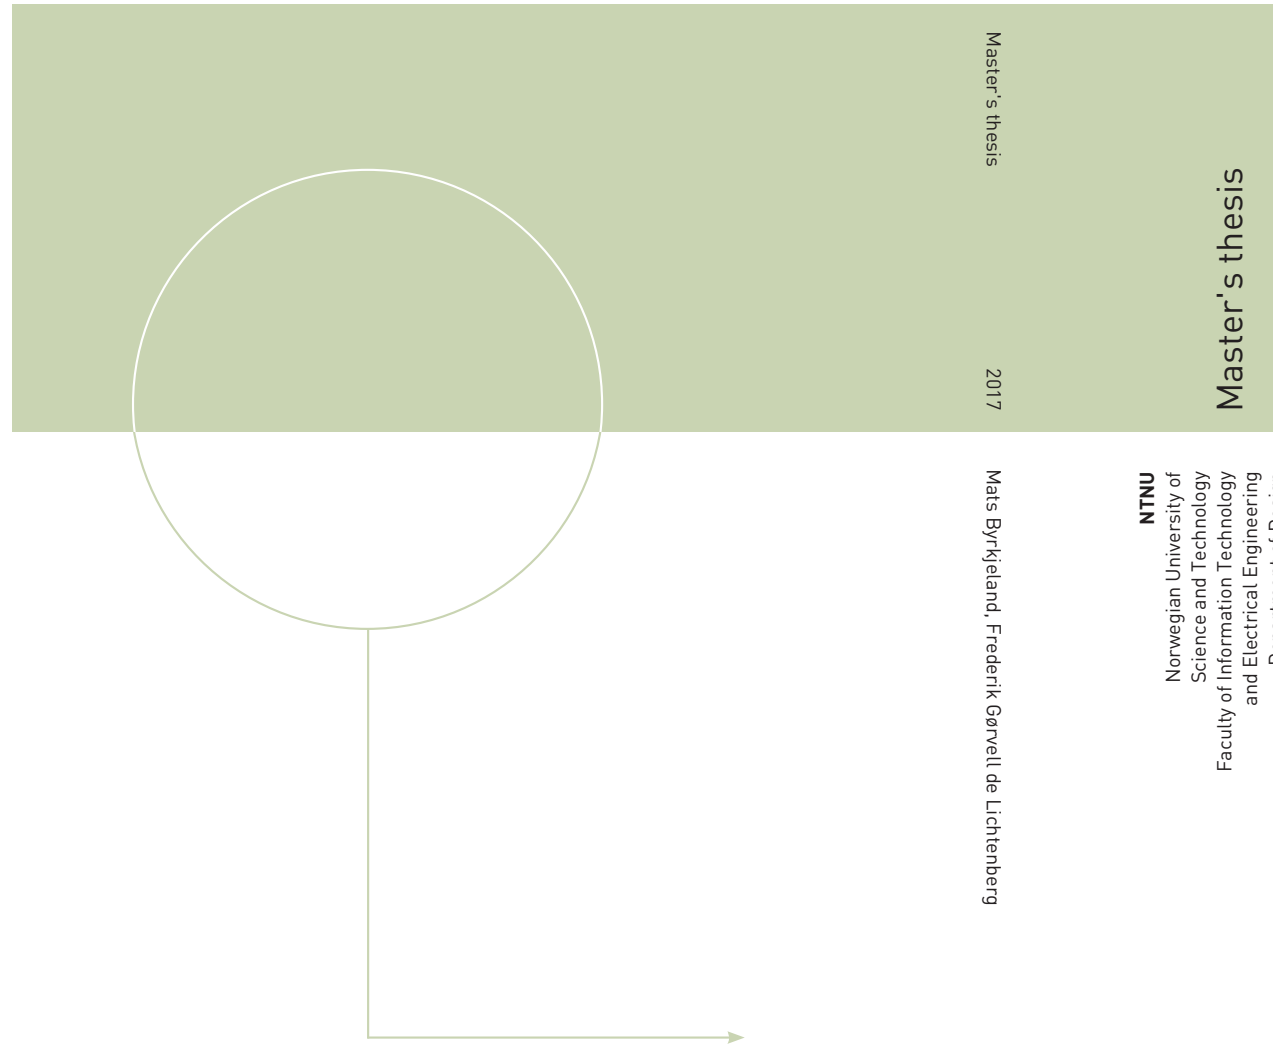 Master's thesis
2017
Mats Byrkjeland, Frederik Gørvell de Lichtenberg
Master's thesis
NTNU
Norwegian University of
Science and Technology
Faculty of Information Technology
and Electrical Engineering